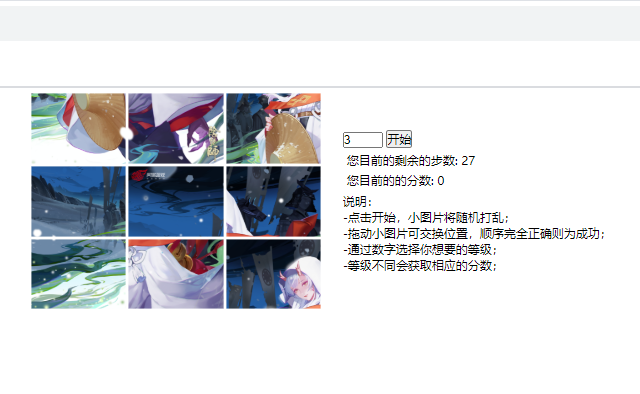 3 开始
您目前的剩余的步数: 27
您目前的的分数: 0
说明：
-点击开始，小图片将随机打乱；
-拖动小图片可交换位置，顺序完全正确则为成功；
-通过数字选择你想要的等级；
-等级不同会获取相应的分数；